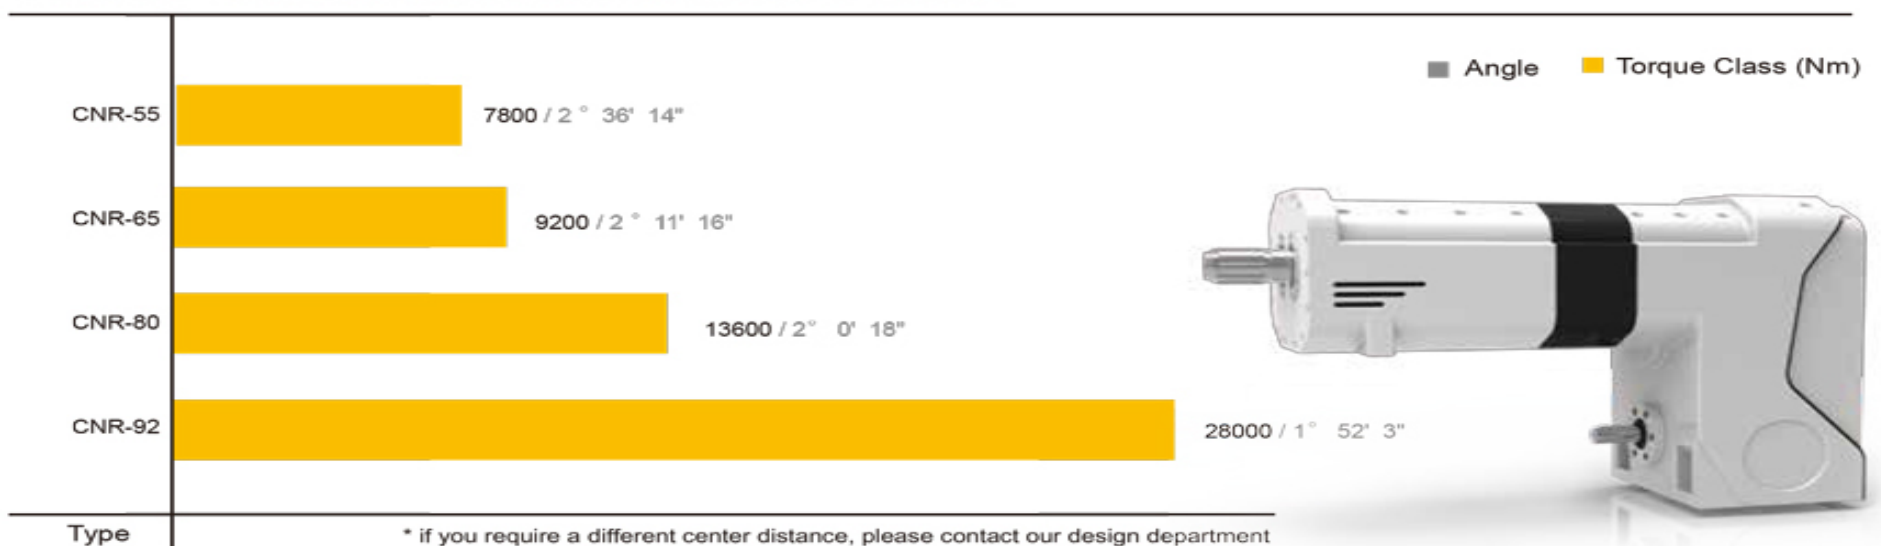 Angle Torque Class (Nm)
CNR-55 7800 / 2 ° 36' 14"
CNR-65 9200 / 2 ° 11' 16"
CNR-80 13600 / 2° 0' 18"
CNR-92 28000 / 1° 52' 3"
Type * if you require a different center distance, please contact our design department